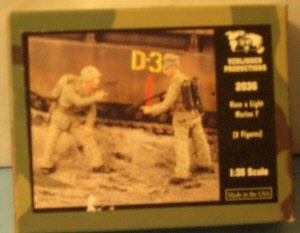 D-3
VERLINDEN
PRODUCTIONS
2036
Have a Light
Marine ?
(2 Figures)
1:35 Scale
Made in the USA